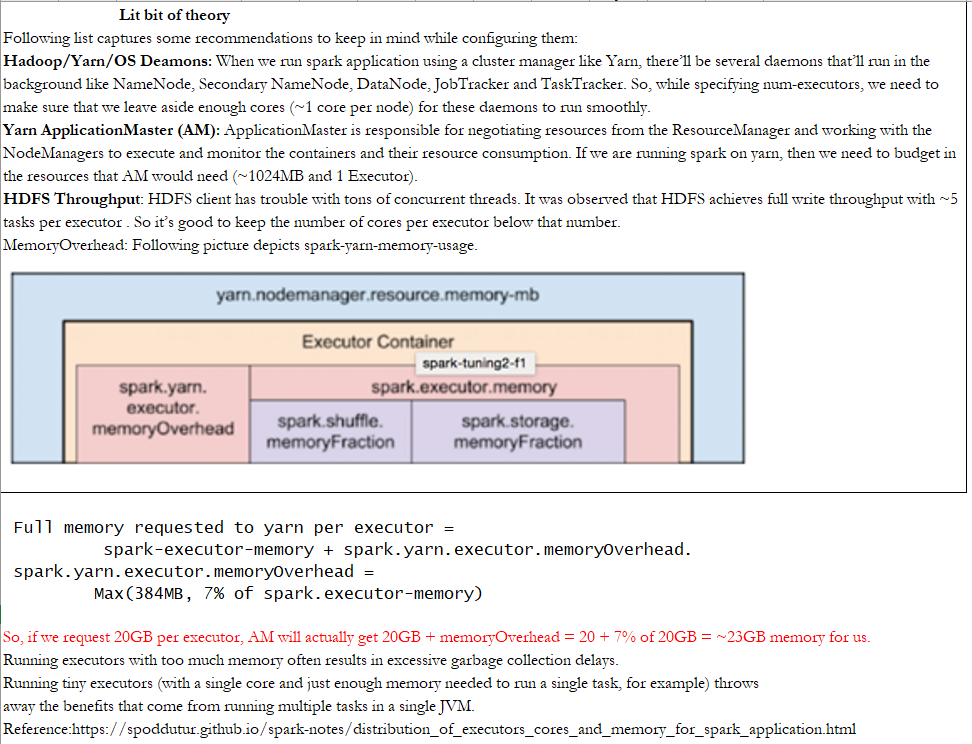 Lit bit of theory
Following list captures some recommendations to keep in mind while configuring them:
Hadoop/Yarn/OS Deamons: When we run spark application using a cluster manager like Yarn, there'll be several daemons that'll run in the
background like NameNode, Secondary NameNode, DataNode, JobTracker and TaskTracker. So, while specifying num-executors, we need to
make sure that we leave aside enough cores (~1 core per node) for these daemons to run smoothly.
Yarn ApplicationMaster (AM): ApplicationMaster is responsible for negotiating resources from the ResourceManager and working with the
NodeManagers to execute and monitor the containers and their resource consumption. If we are running spark on yarn, then we need to budget in
the resources that AM would need (~1024MB and 1 Executor).
HDFS Throughput: HDFS client has trouble with tons of concurrent threads. It was observed that HDFS achieves full write throughput with ~5
tasks per executor . So it's good to keep the number of cores per executor below that number.
MemoryOverhead: Following picture depicts spark-yarn-memory-usage.
yarn.nodemanager.resource.memory-mb
Executor Container
spark-tuning2-f1
spark.yarn.
executor.
memoryOverhead
spark.executor.memory
spark.shuffle.
memoryFraction
spark.storage.
memoryFraction
Full memory requested to yarn per executor =
spark-executor-memory + spark.yarn.executor.memoryOverhead.
spark.yarn.executor.memoryOverhead =
Max(384MB, 7% of spark.executor-memory)
So, if we request 20GB per executor, AM will actually get 20GB + memoryOverhead = 20 + 7% of 20GB = ~23GB memory for us.
Running executors with too much memory often results in excessive garbage collection delays.
Running tiny executors (with a single core and just enough memory needed to run a single task, for example) throws
away the benefits that come from running multiple tasks in a single JVM.
Reference:https://spoddutur.github.io/spark-notes/distribution_of_executors_cores_and_memory_for_spark_application.html